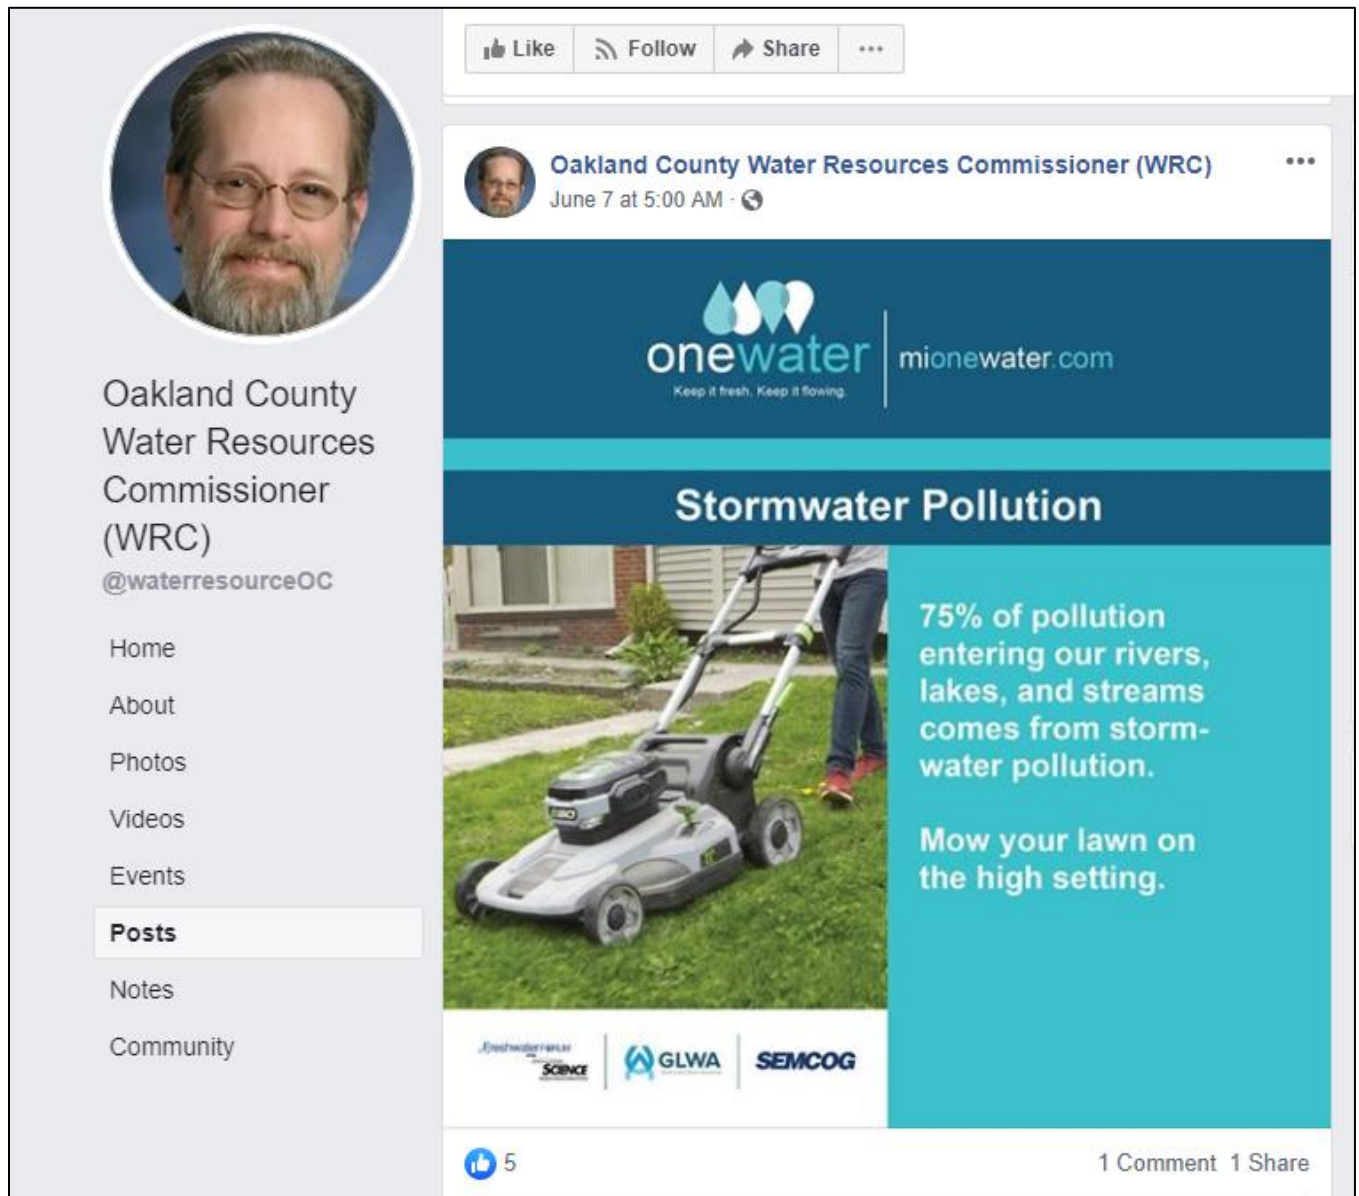 Like
Follow
Share
Oakland County Water Resources Commissioner (WRC)
June 7 at 5:00 AM
Oakland County
Water Resources
Commissioner
(WRC)
@waterresourceOC
Home
About
Photos
Videos
Events
Posts
Notes
Community
onewater
Keep it fresh. Keep it flowing.
mionewater.com
Stormwater Pollution
75% of pollution
entering our rivers,
lakes, and streams
comes from storm-
water pollution.
Mow your lawn on
the high setting.
EGO
Freshwater FORUM
SCIENCE
GLWA
SEMCOG
5
1 Comment 1 Share